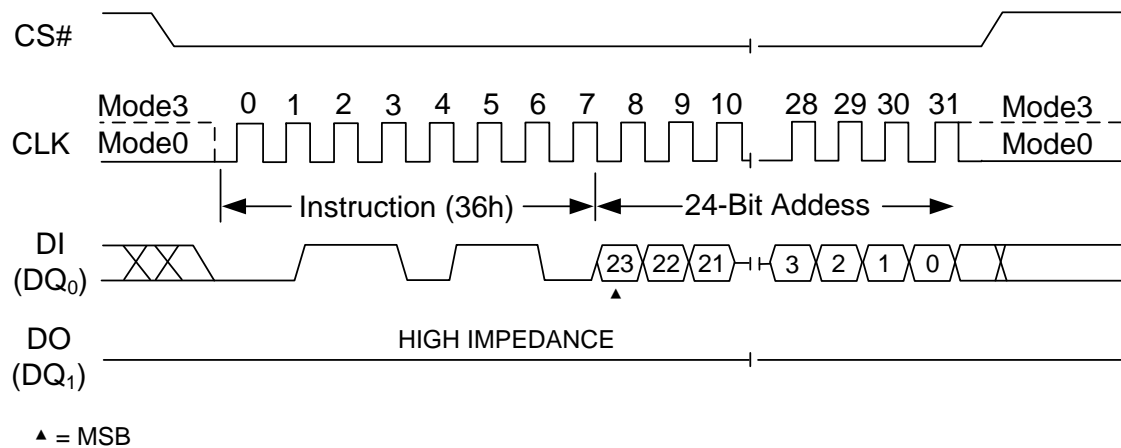 CS#
Mode3 0 1 2 3 4 5 6 7 8 9 10 28 29 30 31 Mode3
CLK Mode0 Mode0
Instruction (36h) 24-Bit Addess
DI 23 22 21 3 2 1 0
(DQ0)
DO HIGH IMPEDANCE
(DQ1)
▲ = MSB